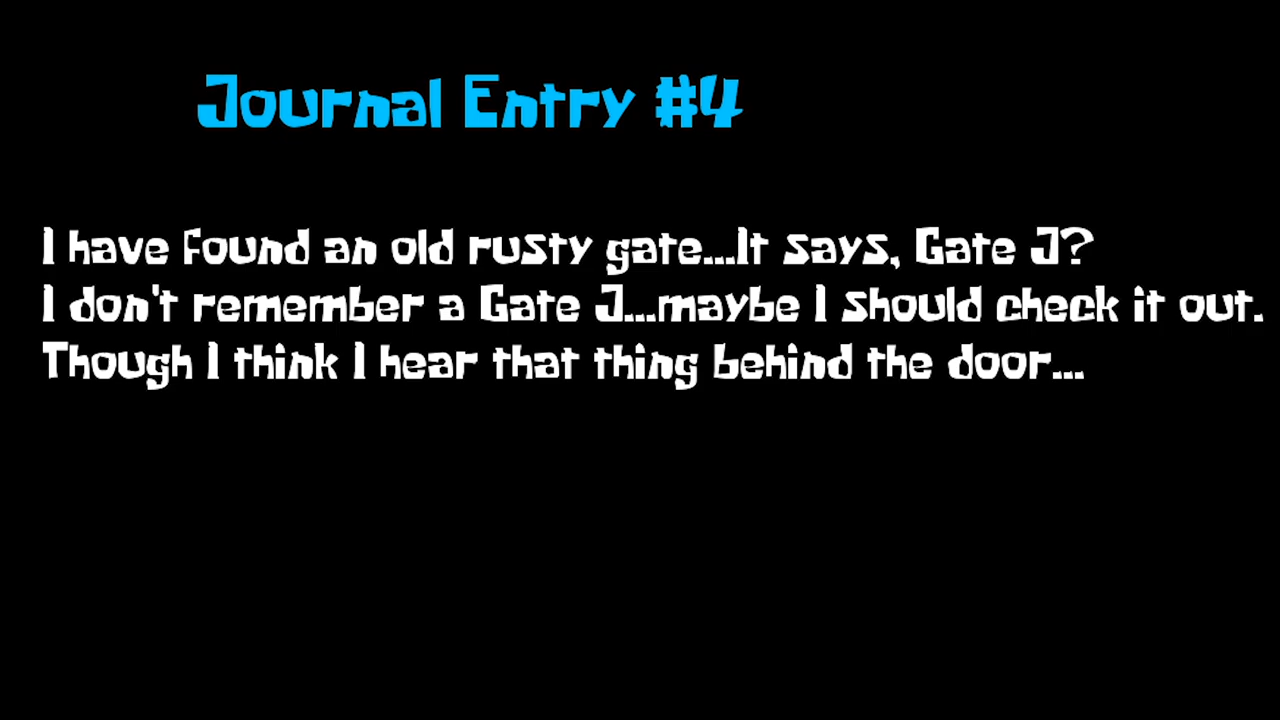 Journal Entry #4
I have found an old rusty gate...It says, Gate J?
I don't remember a Gate J...maybe I should check it out.
Though I think I hear that thing behind the door...